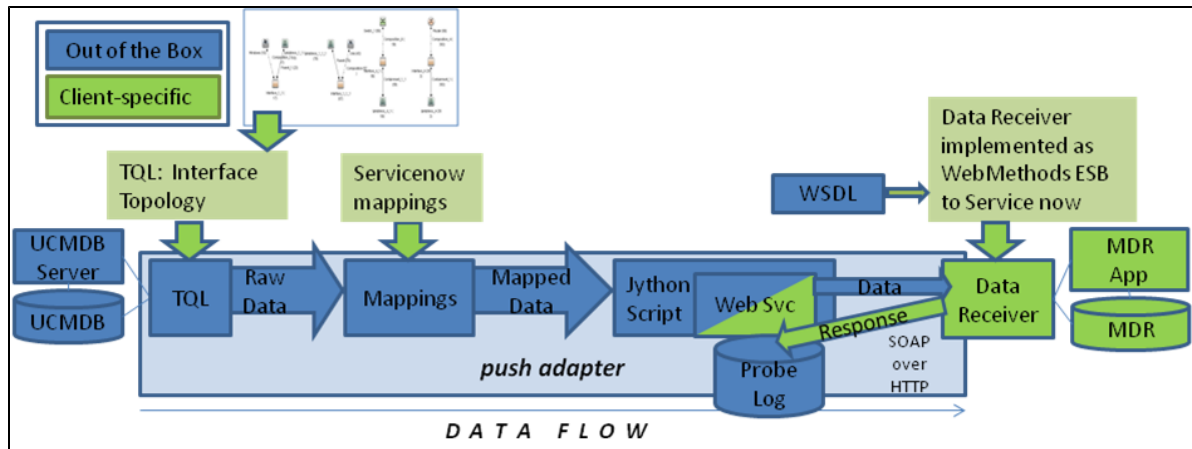 Out of the Box
Client-specific
TQL: Interface
Topology
Servicenow
mappings
Data Receiver
implemented as
WebMethods ESB
to Service now
WSDL
UCMDB
Server
UCMDB
TQL
Raw
Data
Mappings
Mapped
Data
Jython
Script
Web Svc
Data
Response
SOAP
over
HTTP
Data
Receiver
MDR
App
MDR
push adapter
Probe
Log
DATA FLOW